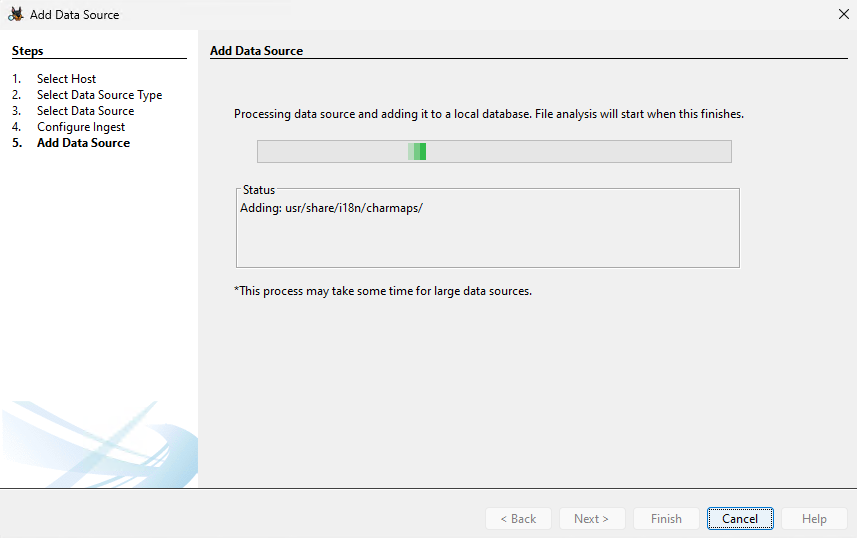 Add Data Source
Steps
1. Select Host
2. Select Data Source Type
3. Select Data Source
4. Configure Ingest
5. Add Data Source
Add Data Source
Processing data source and adding it to a local database. File analysis will start when this finishes.
Status
Adding: usr/share/i18n/charmaps/
*This process may take some time for large data sources.
< Back
Next >
Finish
Cancel
Help